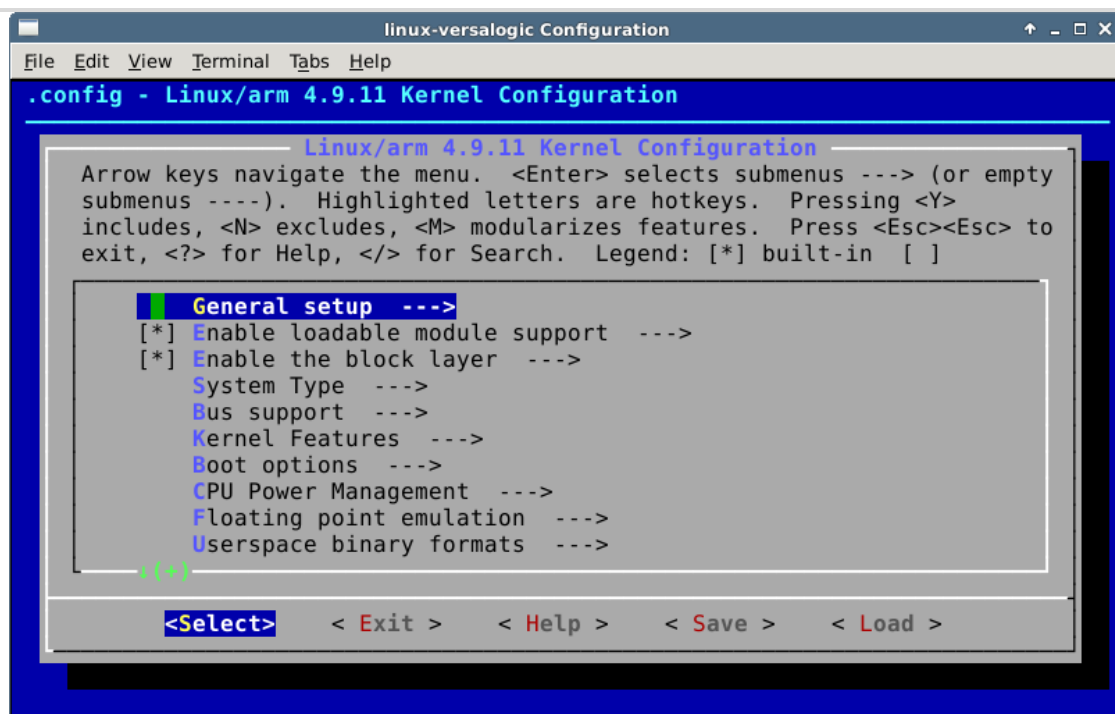 linux-versalogic Configuration
File Edit View Terminal Tabs Help
.config - Linux/arm 4.9.11 Kernel Configuration
Linux/arm 4.9.11 Kernel Configuration
Arrow keys navigate the menu.  <Enter> selects submenus ---> (or empty
submenus ----).  Highlighted letters are hotkeys.  Pressing <Y>
includes, <N> excludes, <M> modularizes features.  Press <Esc><Esc> to
exit, <?> for Help, </> for Search.  Legend: [*] built-in  [ ]
General setup  --->
[*] Enable loadable module support  --->
[*] Enable the block layer  --->
System Type  --->
Bus support  --->
Kernel Features  --->
Boot options  --->
CPU Power Management  --->
Floating point emulation  --->
Userspace binary formats  --->
↓(+)
<Select>    < Exit >    < Help >    < Save >    < Load >